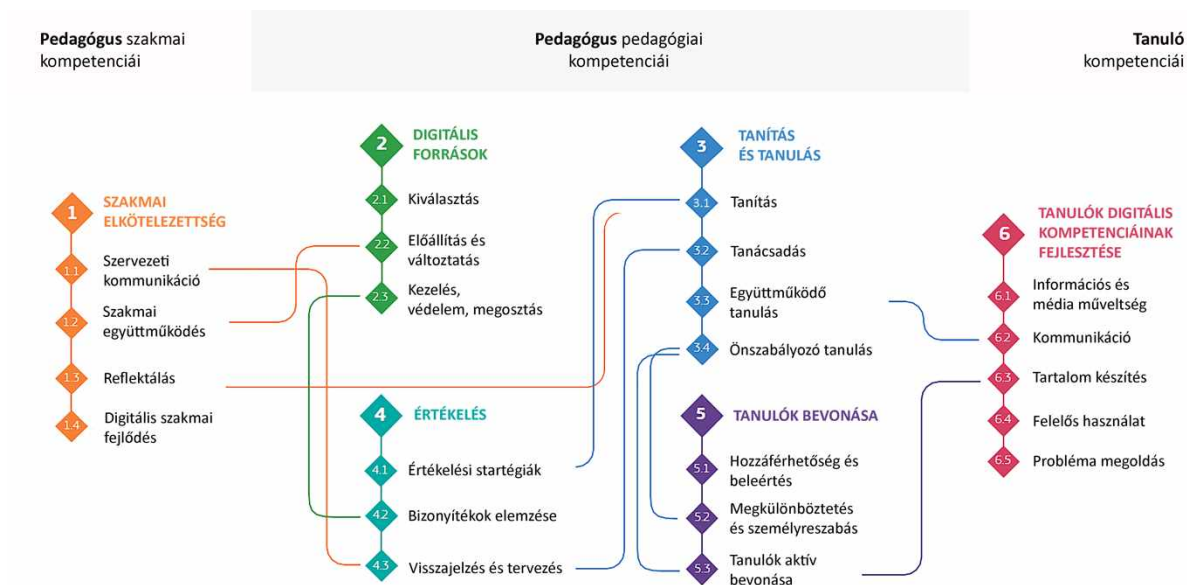 Pedagógus szakmai
kompetenciái
Pedagógus pedagógiai
kompetenciái
Tanuló
kompetenciái
1
SZAKMAI
ELKÖTELEZETTSÉG
1.1
Szervezeti
kommunikáció
1.2
Szakmai
együttműködés
1.3
Reflektálás
1.4
Digitális szakmai
fejlődés
2
DIGITÁLIS
FORRÁSOK
2.1
Kiválasztás
2.2
Előállítás és
változtatás
2.3
Kezelés,
védelem, megosztás
4
ÉRTÉKELÉS
4.1
Értékelési startégiák
4.2
Bizonyítékok elemzése
4.3
Visszajelzés és tervezés
3
TANÍTÁS
ÉS TANULÁS
3.1
Tanítás
3.2
Tanácsadás
3.3
Együttműködő
tanulás
3.4
Önszabályozó tanulás
5
TANULÓK BEVONÁSA
5.1
Hozzáférhetőség és
beleértés
5.2
Megkülönböztetés
és személyreszabás
5.3
Tanulók aktív
bevonása
6
TANULÓK DIGITÁLIS
KOMPETENCIÁINAK
FEJLESZTÉSE
6.1
Információs és
média műveltség
6.2
Kommunikáció
6.3
Tartalom készítés
6.4
Felelős használat
6.5
Probléma megoldás